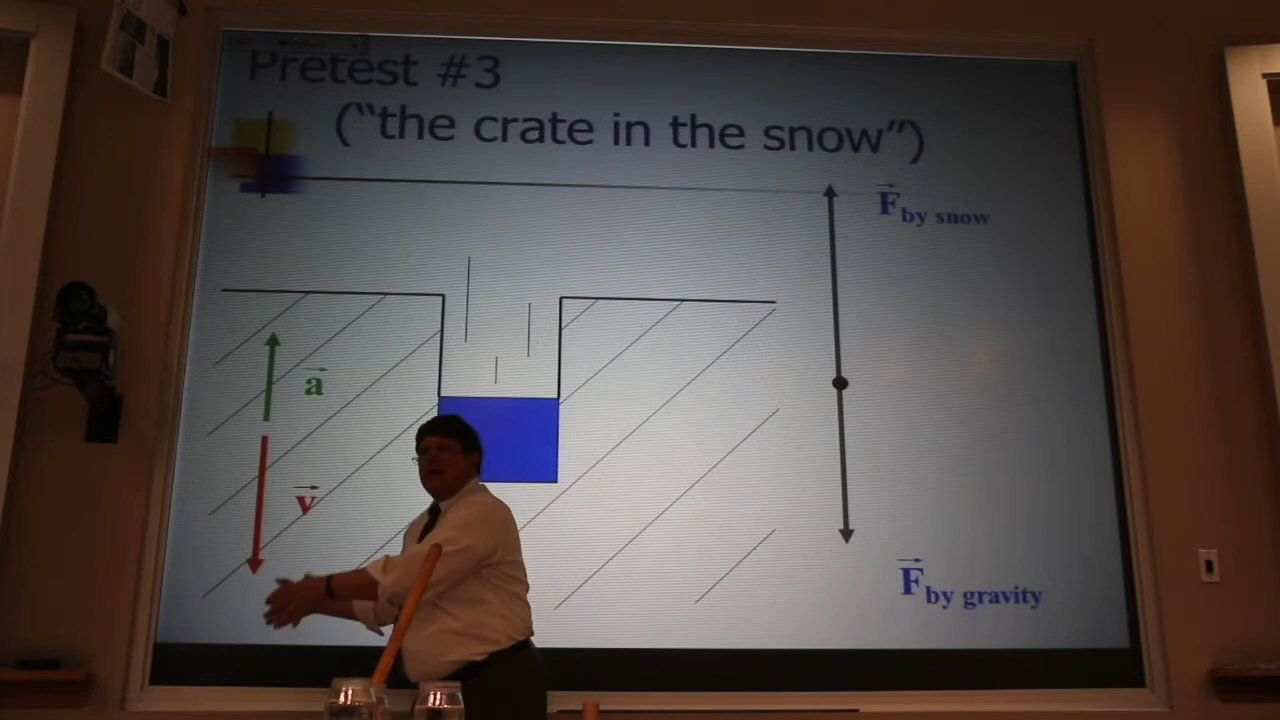 Pretest #3
("the crate in the snow")
F by snow
a
v
F by gravity